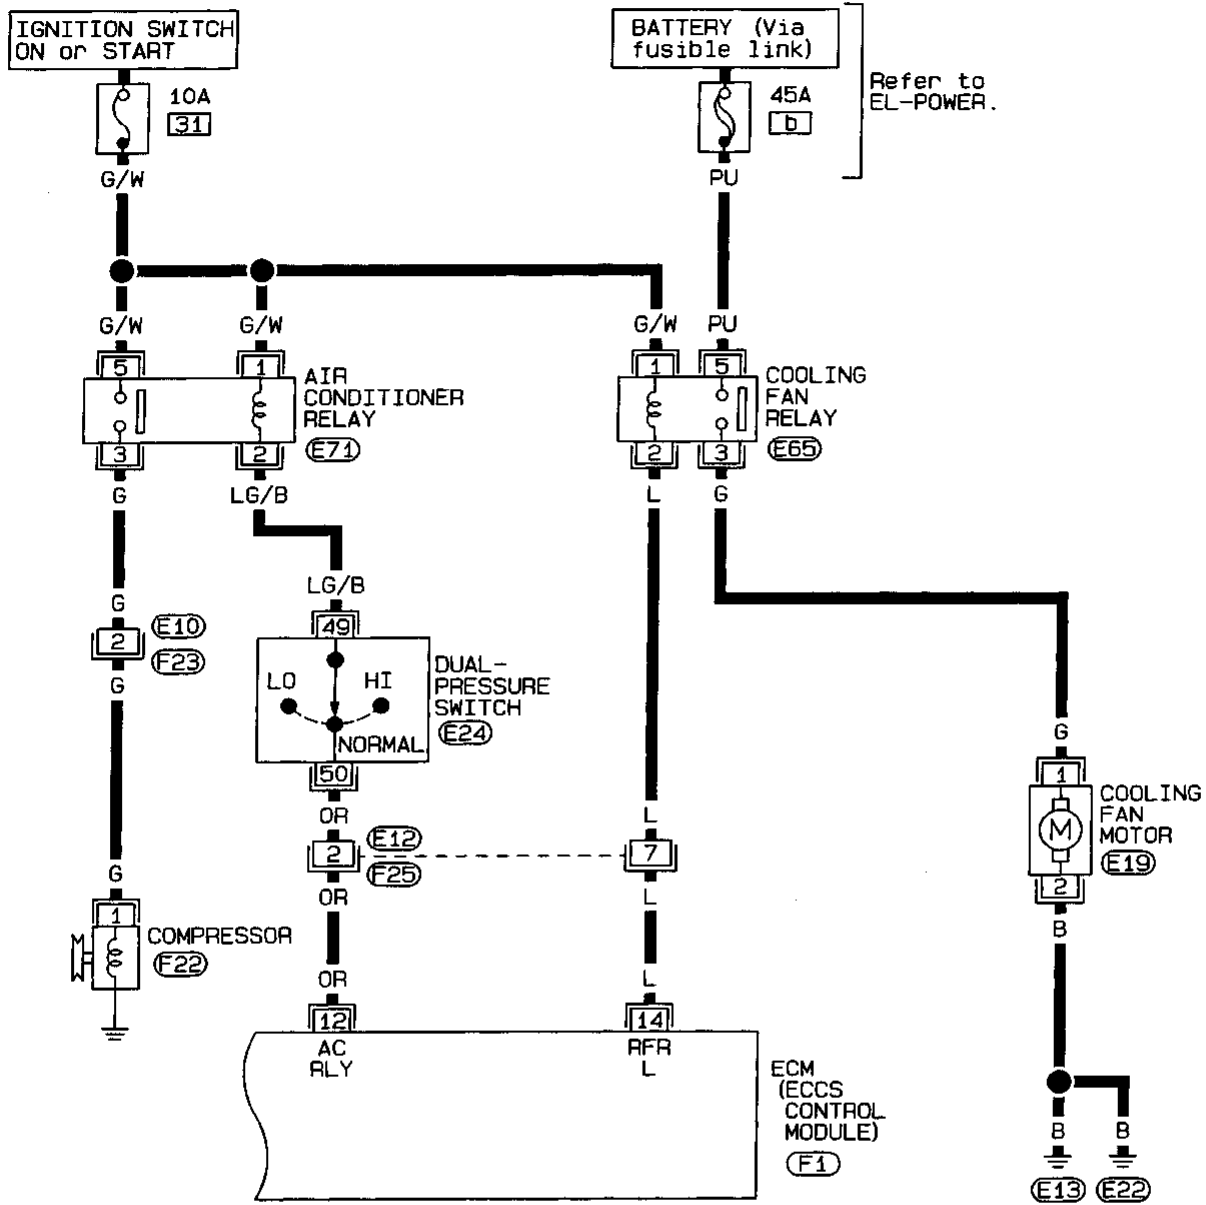 IGNITION SWITCH
ON or START
BATTERY (Via
fusible link)
Refer to
EL-POWER.
10A
31
45A
b
G/W
PU
G/W
G/W
G/W
PU
5
1
1
5
AIR
CONDITIONER
RELAY
E71
COOLING
FAN
RELAY
E65
3
2
2
3
G
LG/B
L
G
LG/B
G
2
E10
F23
G
49
LO
HI
NORMAL
DUAL-
PRESSURE
SWITCH
E24
50
OR
L
G
1
M
COOLING
FAN
MOTOR
E19
2
2
E12
F25
7
G
OR
L
B
1
COMPRESSOR
F22
OR
L
12
14
AC
RLY
RFR
L
ECM
(ECCS
CONTROL
MODULE)
F1
B
B
E13
E22